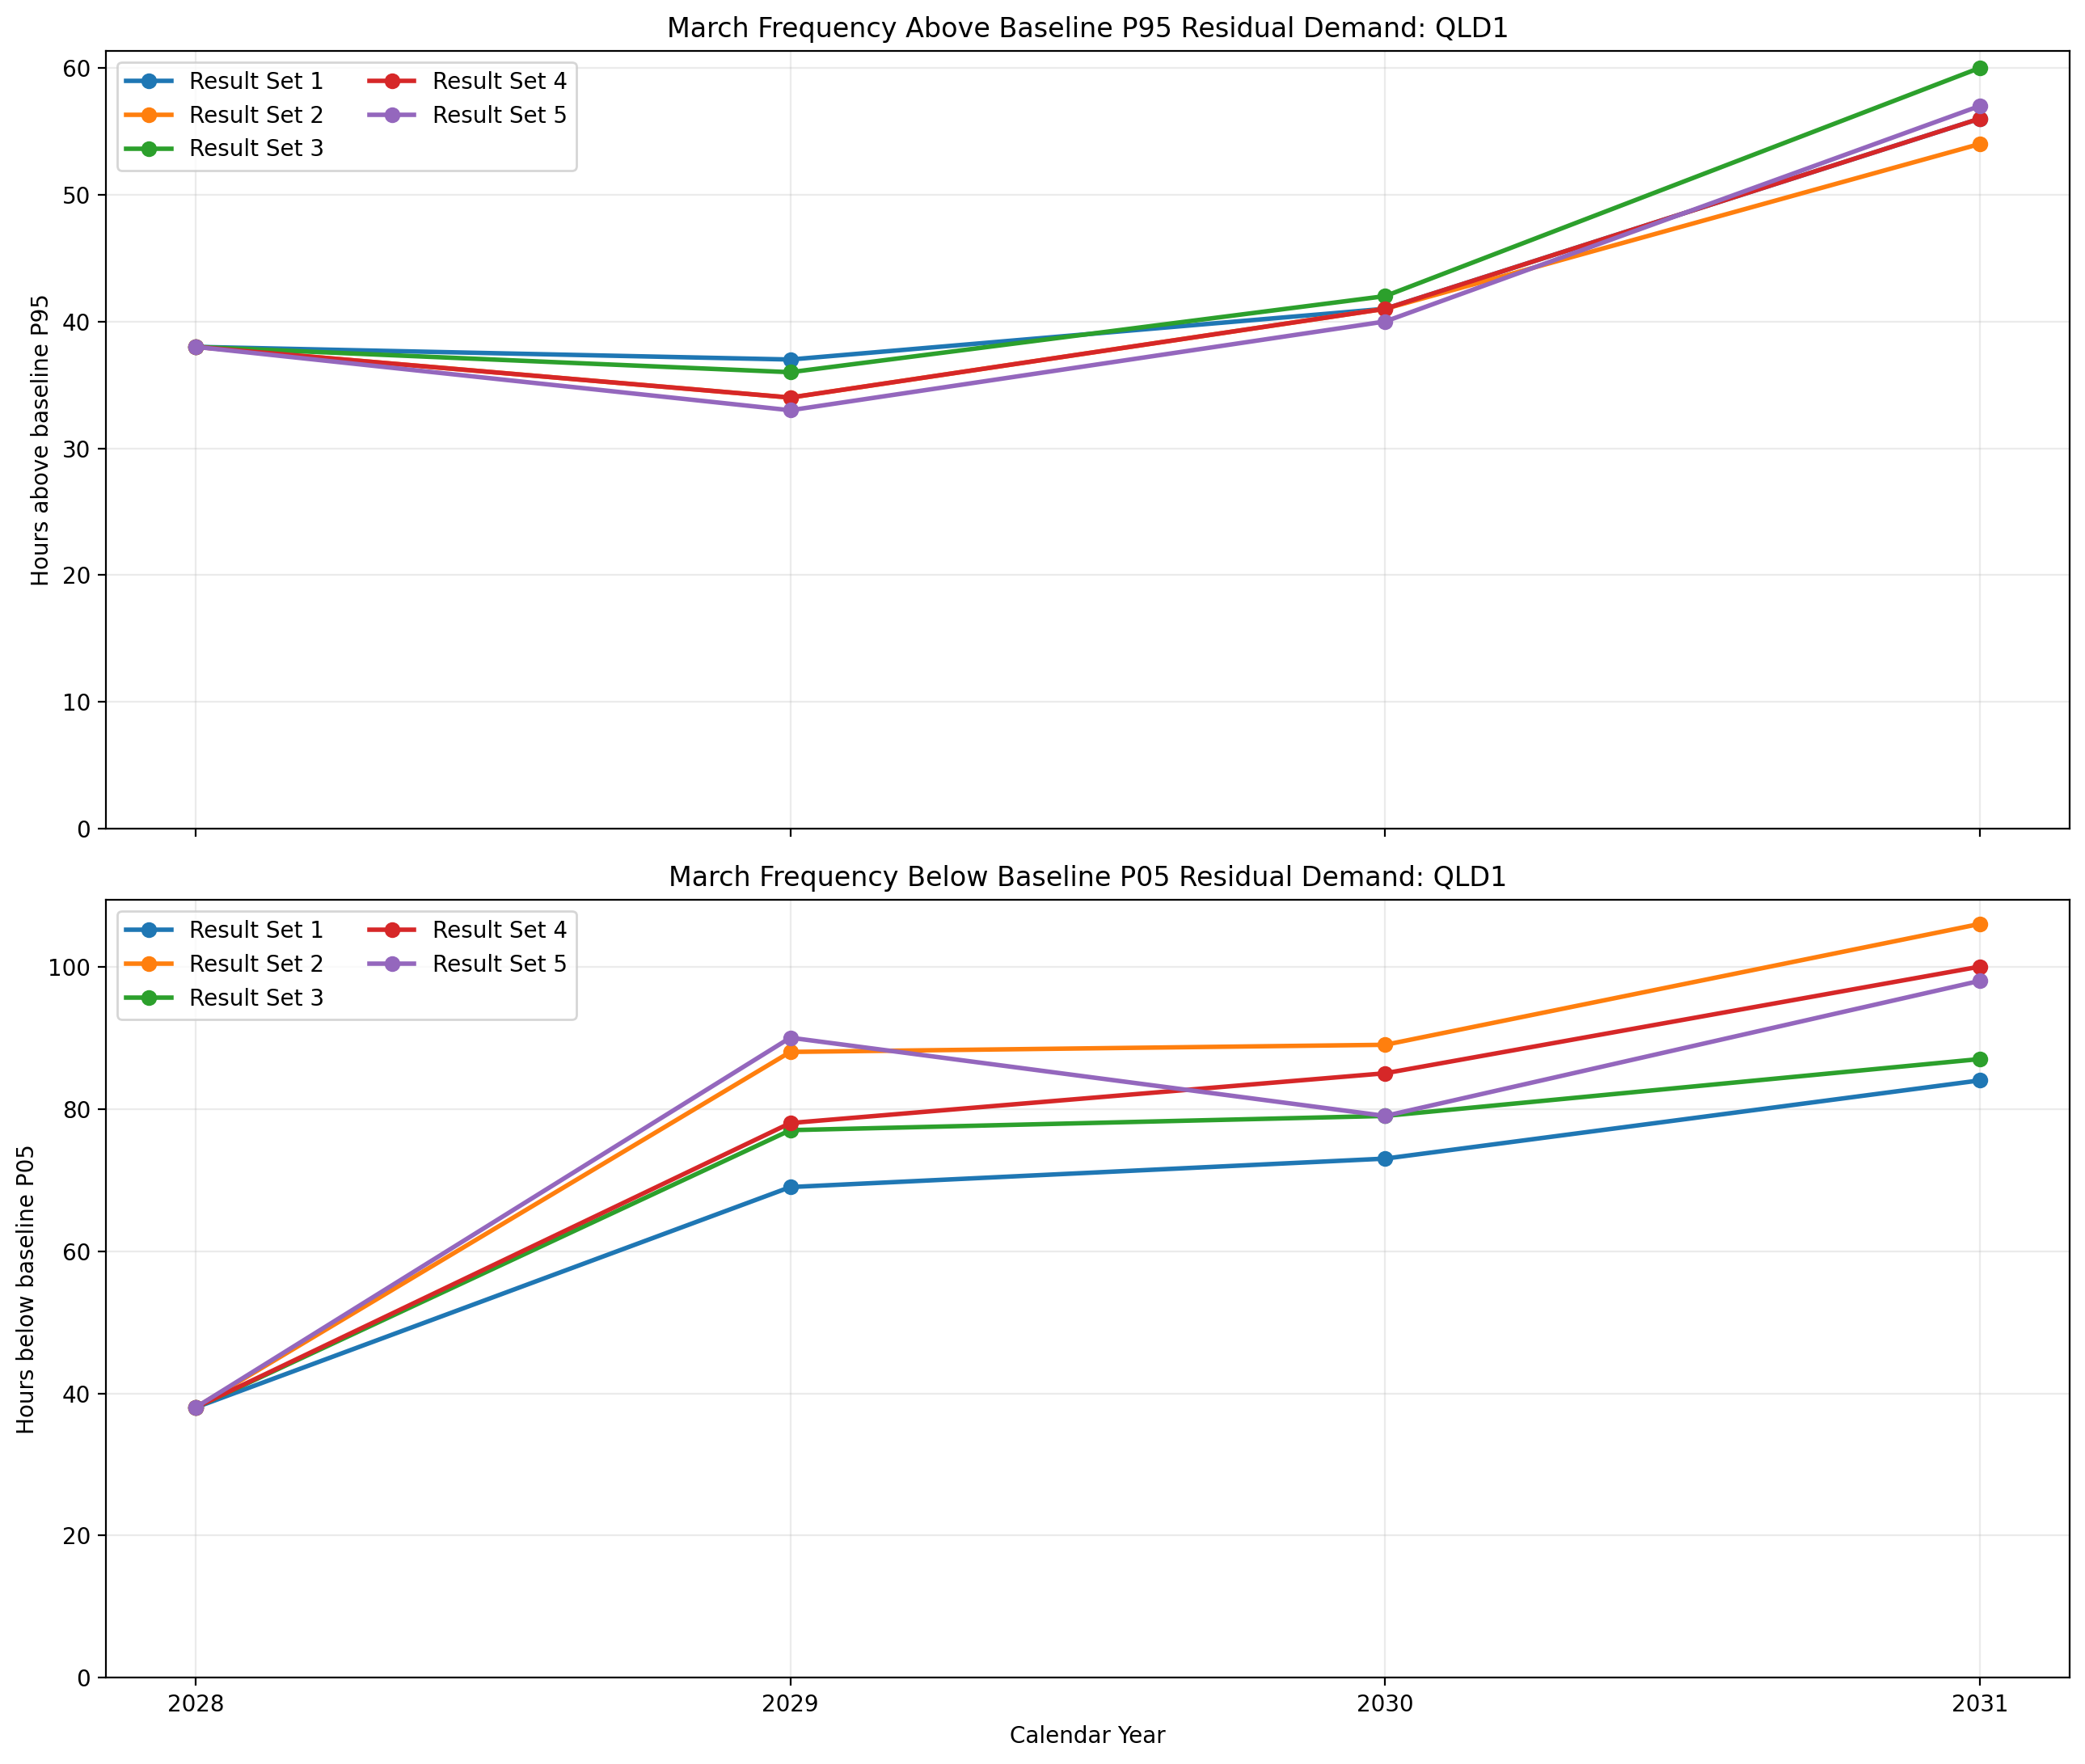 March Frequency Above Baseline P95 Residual Demand: QLD1
Result Set 1
Result Set 2
Result Set 3
Result Set 4
Result Set 5
Hours above baseline P95
60
50
40
30
20
10
0
March Frequency Below Baseline P05 Residual Demand: QLD1
Result Set 1
Result Set 2
Result Set 3
Result Set 4
Result Set 5
Hours below baseline P05
100
80
60
40
20
0
2028
2029
2030
2031
Calendar Year